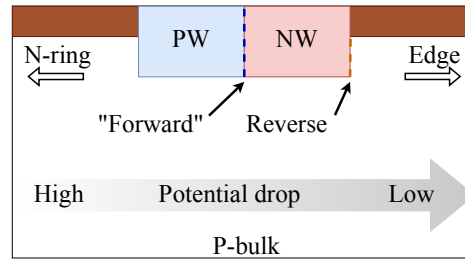 PW NW
N-ring Edge
"Forward" Reverse
High Potential drop Low
P-bulk